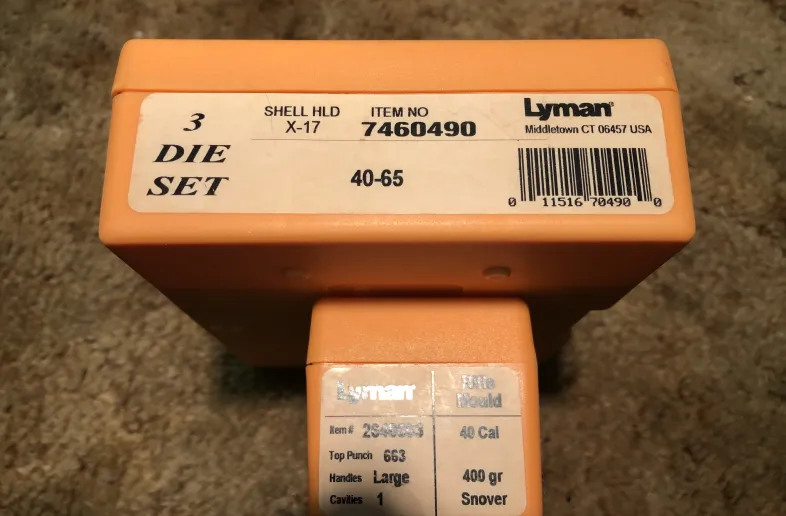 3
DIE
SET
SHELL HLD
X-17
ITEM NO
7460490
40-65
Lyman®
Middletown CT 06457 USA
0 11516 70490 0
Lyman
Mould
Item #
40 Cal
Top Punch 663
Handles Large
400 gr
Cavities 1
Snover